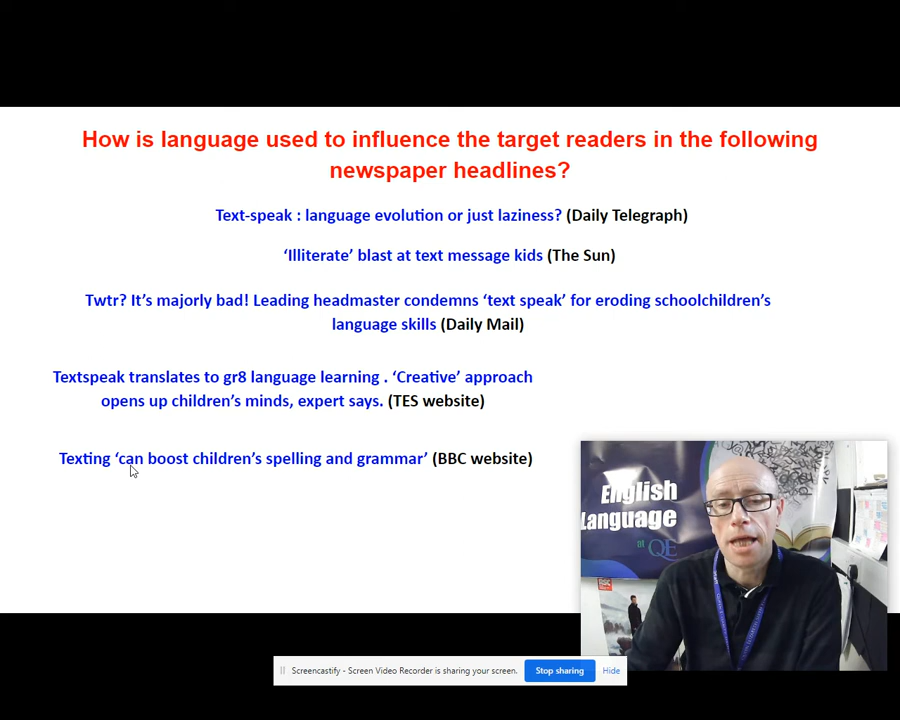 How is language used to influence the target readers in the following
newspaper headlines?
Text-speak : language evolution or just laziness? (Daily Telegraph)
‘Illiterate’ blast at text message kids (The Sun)
Twtr? It’s majorly bad! Leading headmaster condemns ‘text speak’ for eroding schoolchildren’s
language skills (Daily Mail)
Textspeak translates to gr8 language learning . ‘Creative’ approach
opens up children’s minds, expert says. (TES website)
Texting ‘can boost children’s spelling and grammar’ (BBC website)
English
Language
at QE
RSC
Screencastify - Screen Video Recorder is sharing your screen.
Stop sharing
Hide